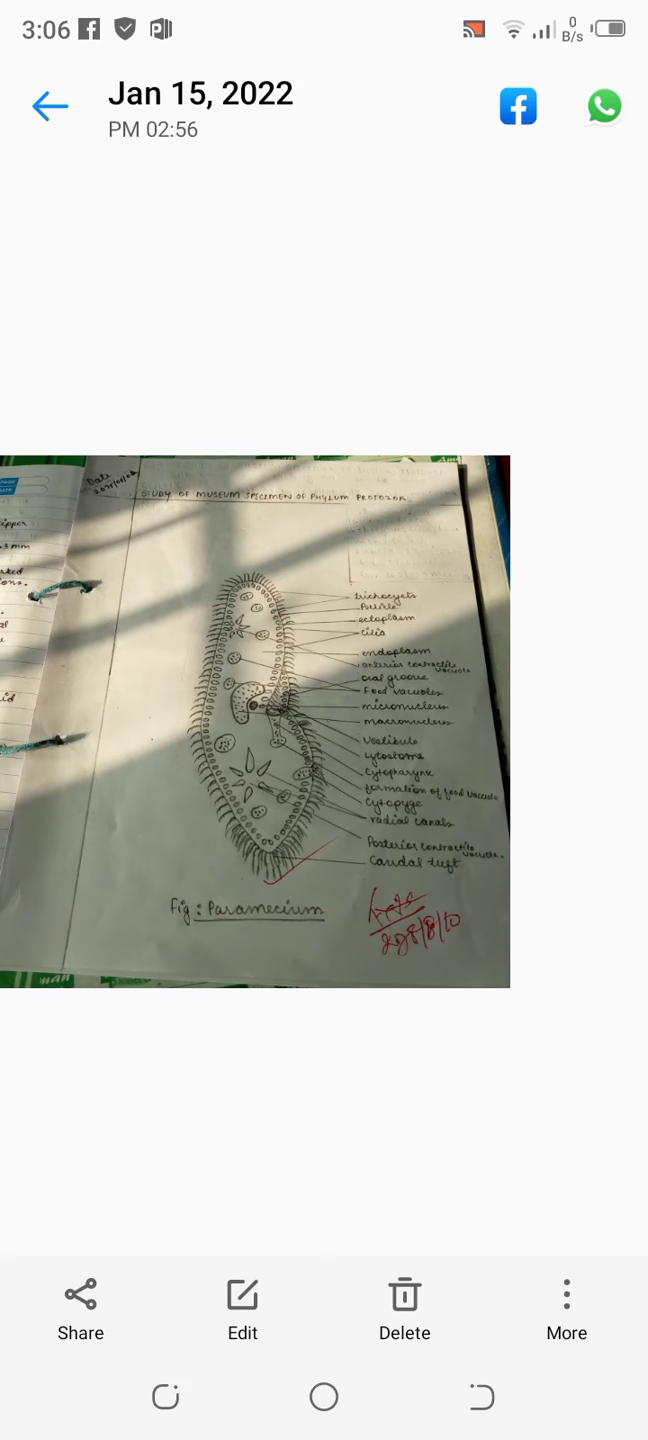 3:06
0
B/s
Jan 15, 2022
PM 02:56
Date
STUDY OF MUSEUM SPECIMEN OF PHYLUM PROTOZOA
trichocysts
Pellicle
ectoplasm
cilia
endoplasm
anterior contractile
vacuole
oral groove
Food vacuoles
micronucleus
macronucleus
Vestibule
Cytostome
Cytopharynx
formation of food vacuole
Cytopyge
radial canals
Posterior contractile
vacuole.
Caudal tuft
Fig : Paramecium
Share
Edit
Delete
More